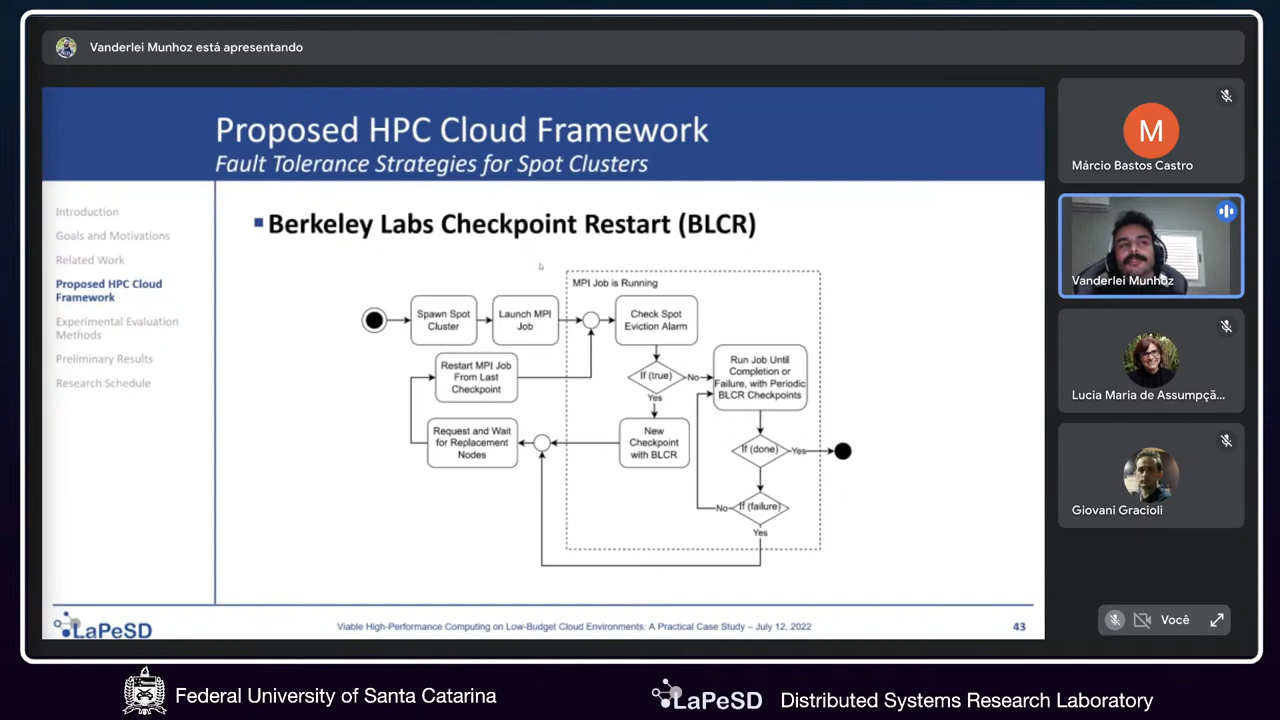 Vanderlei Munhoz está apresentando
Proposed HPC Cloud Framework
Fault Tolerance Strategies for Spot Clusters
Introduction
Goals and Motivations
Related Work
Proposed HPC Cloud
Framework
Experimental Evaluation
Methods
Preliminary Results
Research Schedule
Berkeley Labs Checkpoint Restart (BLCR)
MPI Job is Running
Spawn Spot
Cluster
Launch MPI
Job
Check Spot
Eviction Alarm
Restart MPI Job
From Last
Checkpoint
If (true)
No
Yes
Run Job Until
Completion or
Failure, with Periodic
BLCR Checkpoints
Request and Wait
for Replacement
Nodes
New
Checkpoint
with BLCR
If (done)
Yes
If (failure)
No
Yes
LaPeSD
Viable High-Performance Computing on Low-Budget Cloud Environments: A Practical Case Study – July 12, 2022
43
M
Márcio Bastos Castro
Vanderlei Munhoz
Lucia Maria de Assumpçã...
Giovani Gracioli
Você
Federal University of Santa Catarina
LaPeSD
Distributed Systems Research Laboratory